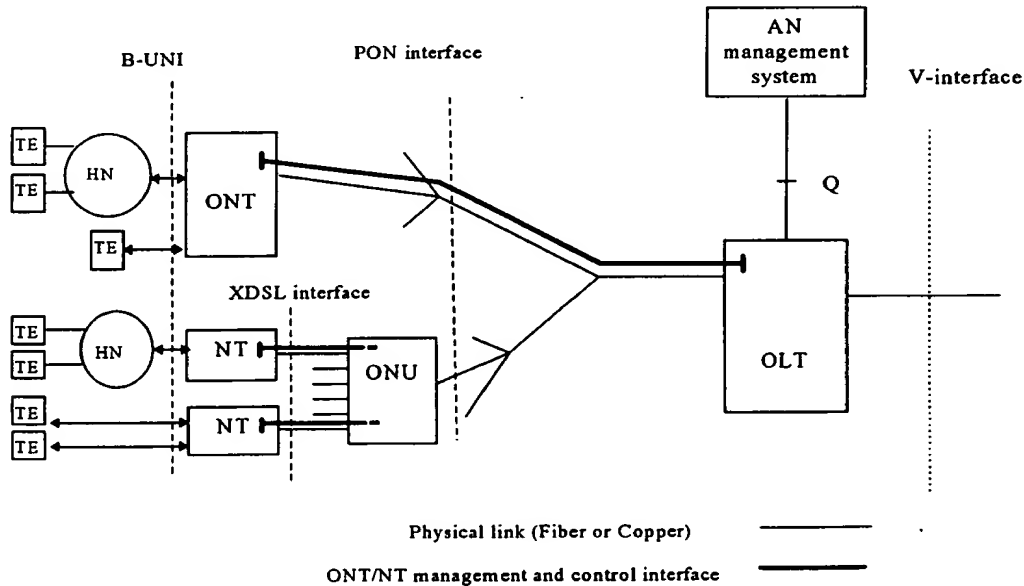 AN
management
system
PON interface
B-UNI
V-interface
TE
HN
TE
ONT
Q
TE
XDSL interface
TE
HN
TE
NT
ONU
OLT
TE
TE
NT
Physical link (Fiber or Copper)
ONT/NT management and control interface